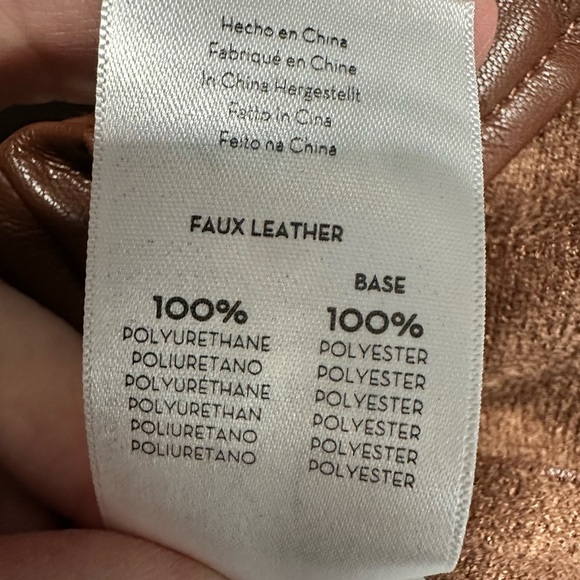 Hecho en China
Fabriqué en Chine
In China Hergestellt
Fatto in Cina
Feito na China
FAUX LEATHER
100%
POLYURETHANE
POLIURETANO
POLYURÉTHANE
POLYURETHAN
POLIURETANO
POLIURETANO
BASE
100%
POLYESTER
POLYESTER
POLYESTER
POLYESTER
POLYESTER
POLYESTER